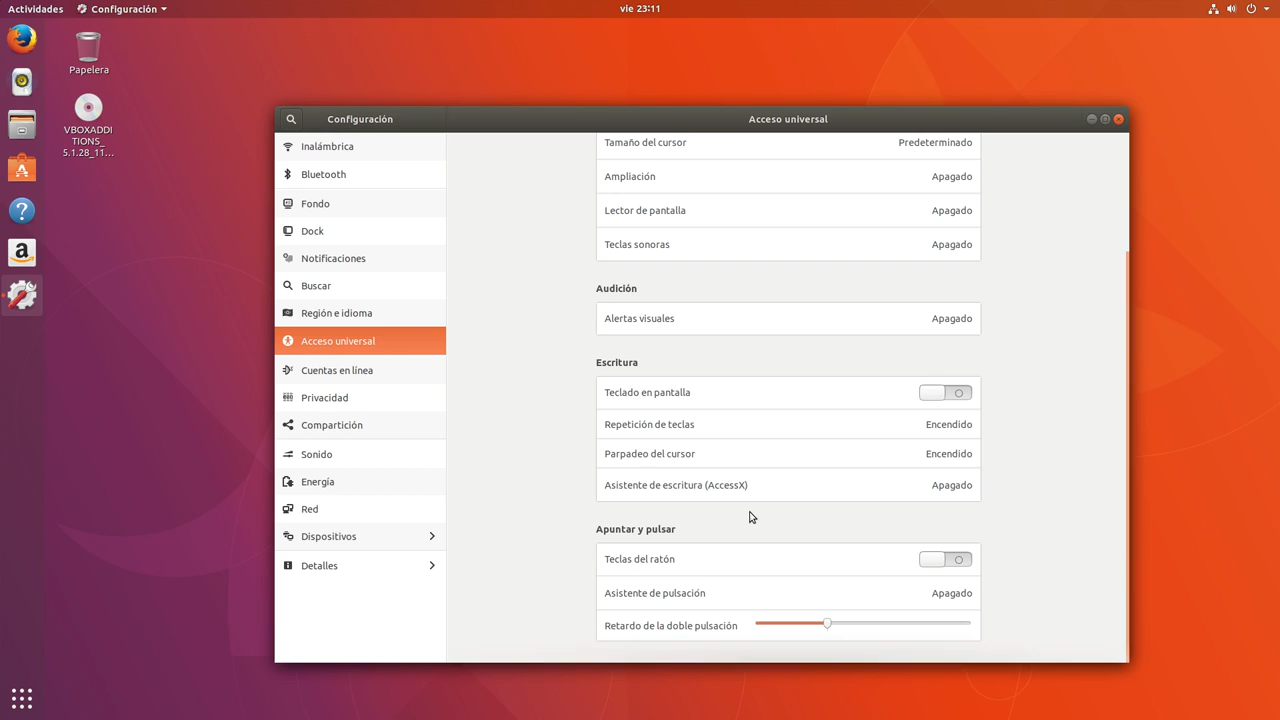 Actividades
Configuración
vie 23:11
Papelera
VBOXADDI
TIONS_
5.1.28_11...
Configuración
Acceso universal
Inalámbrica
Bluetooth
Fondo
Dock
Notificaciones
Buscar
Región e idioma
Acceso universal
Cuentas en línea
Privacidad
Compartición
Sonido
Energía
Red
Dispositivos
Detalles
Tamaño del cursor Predeterminado
Ampliación Apagado
Lector de pantalla Apagado
Teclas sonoras Apagado
Audición
Alertas visuales Apagado
Escritura
Teclado en pantalla
Repetición de teclas Encendido
Parpadeo del cursor Encendido
Asistente de escritura (AccessX) Apagado
Apuntar y pulsar
Teclas del ratón
Asistente de pulsación Apagado
Retardo de la doble pulsación